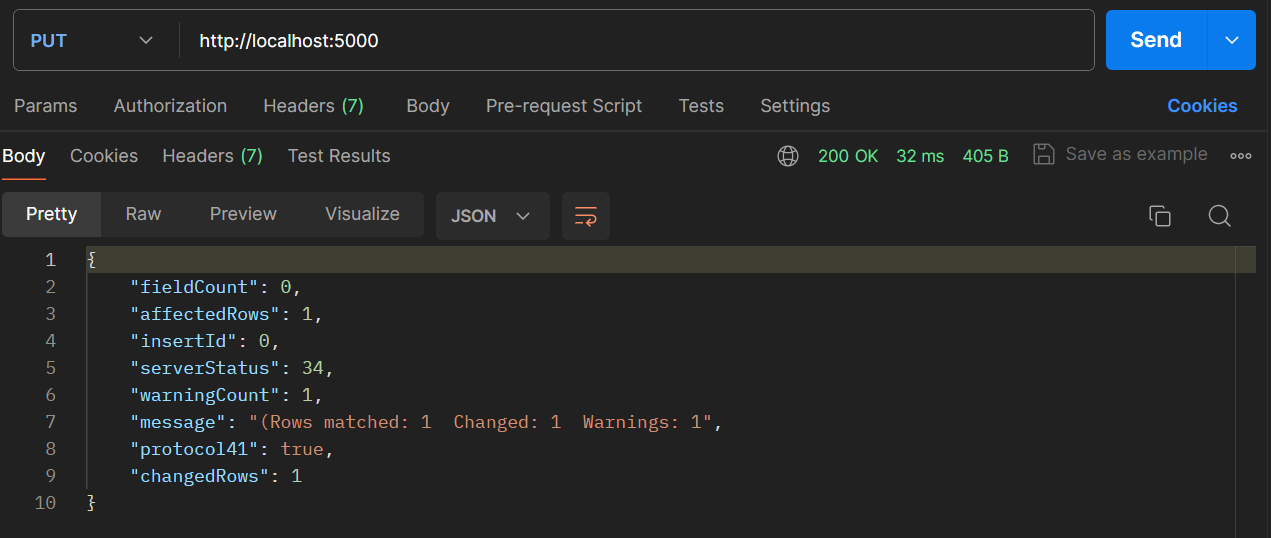 PUT http://localhost:5000 Send
Params Authorization Headers (7) Body Pre-request Script Tests Settings Cookies
Body Cookies Headers (7) Test Results 200 OK 32 ms 405 B Save as example
Pretty Raw Preview Visualize JSON
1 {
2 "fieldCount": 0,
3 "affectedRows": 1,
4 "insertId": 0,
5 "serverStatus": 34,
6 "warningCount": 1,
7 "message": "(Rows matched: 1  Changed: 1  Warnings: 1",
8 "protocol41": true,
9 "changedRows": 1
10 }